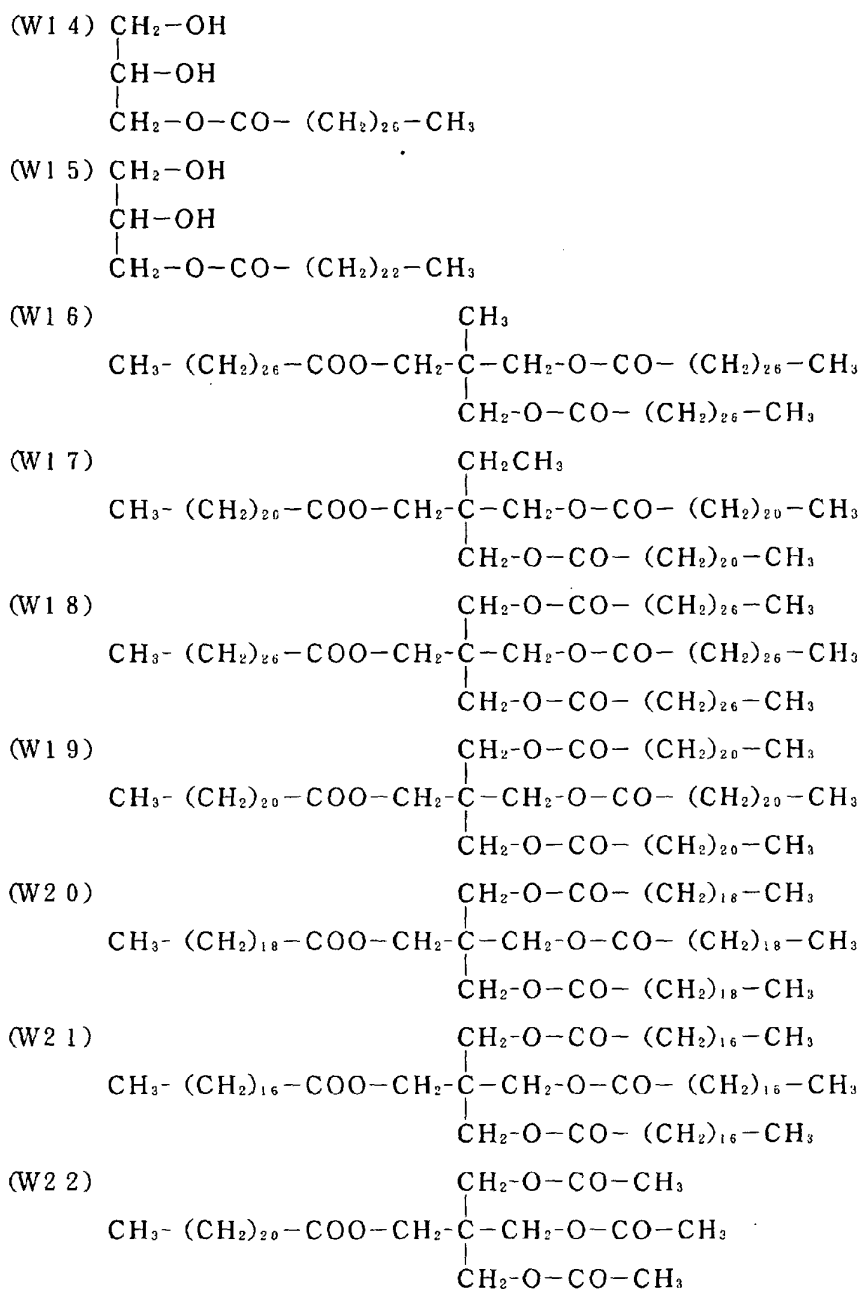 (W14) CH₂-OH
CH-OH
CH₂-O-CO- (CH₂)₂₆-CH₃
(W15) CH₂-OH
CH-OH
CH₂-O-CO- (CH₂)₂₂-CH₃
(W16) CH₃
CH₃- (CH₂)₂₆-COO-CH₂-C-CH₂-O-CO- (CH₂)₂₆-CH₃
CH₂-O-CO- (CH₂)₂₆-CH₃
(W17) CH₂CH₃
CH₃- (CH₂)₂₀-COO-CH₂-C-CH₂-O-CO- (CH₂)₂₀-CH₃
CH₂-O-CO- (CH₂)₂₀-CH₃
(W18) CH₂-O-CO- (CH₂)₂₆-CH₃
CH₃- (CH₂)₂₆-COO-CH₂-C-CH₂-O-CO- (CH₂)₂₆-CH₃
CH₂-O-CO- (CH₂)₂₆-CH₃
(W19) CH₂-O-CO- (CH₂)₂₀-CH₃
CH₃- (CH₂)₂₀-COO-CH₂-C-CH₂-O-CO- (CH₂)₂₀-CH₃
CH₂-O-CO- (CH₂)₂₀-CH₃
(W20) CH₂-O-CO- (CH₂)₁₈-CH₃
CH₃- (CH₂)₁₈-COO-CH₂-C-CH₂-O-CO- (CH₂)₁₈-CH₃
CH₂-O-CO- (CH₂)₁₈-CH₃
(W21) CH₂-O-CO- (CH₂)₁₆-CH₃
CH₃- (CH₂)₁₆-COO-CH₂-C-CH₂-O-CO- (CH₂)₁₆-CH₃
CH₂-O-CO- (CH₂)₁₆-CH₃
(W22) CH₂-O-CO-CH₃
CH₃- (CH₂)₂₀-COO-CH₂-C-CH₂-O-CO-CH₃
CH₂-O-CO-CH₃